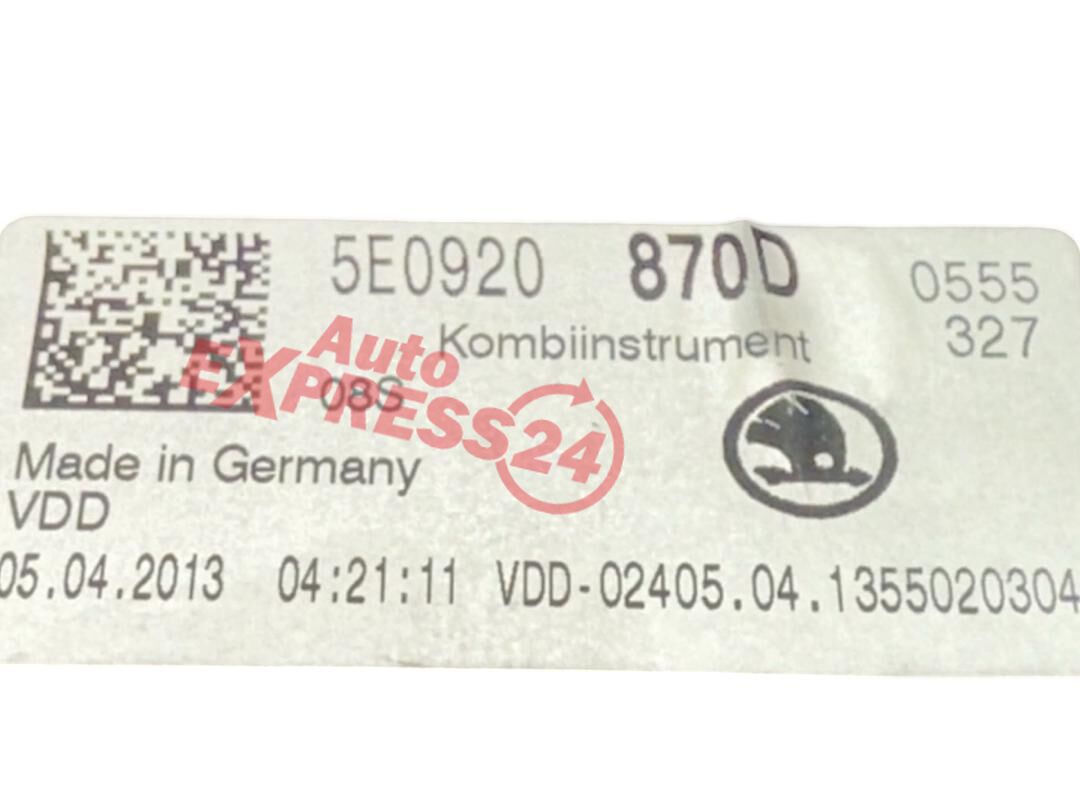 5E0920 870D 0555
Kombiinstrument 327
08S
Auto
EXPRESS24
Made in Germany
VDD
05.04.2013 04:21:11 VDD-02405.04.1355020304